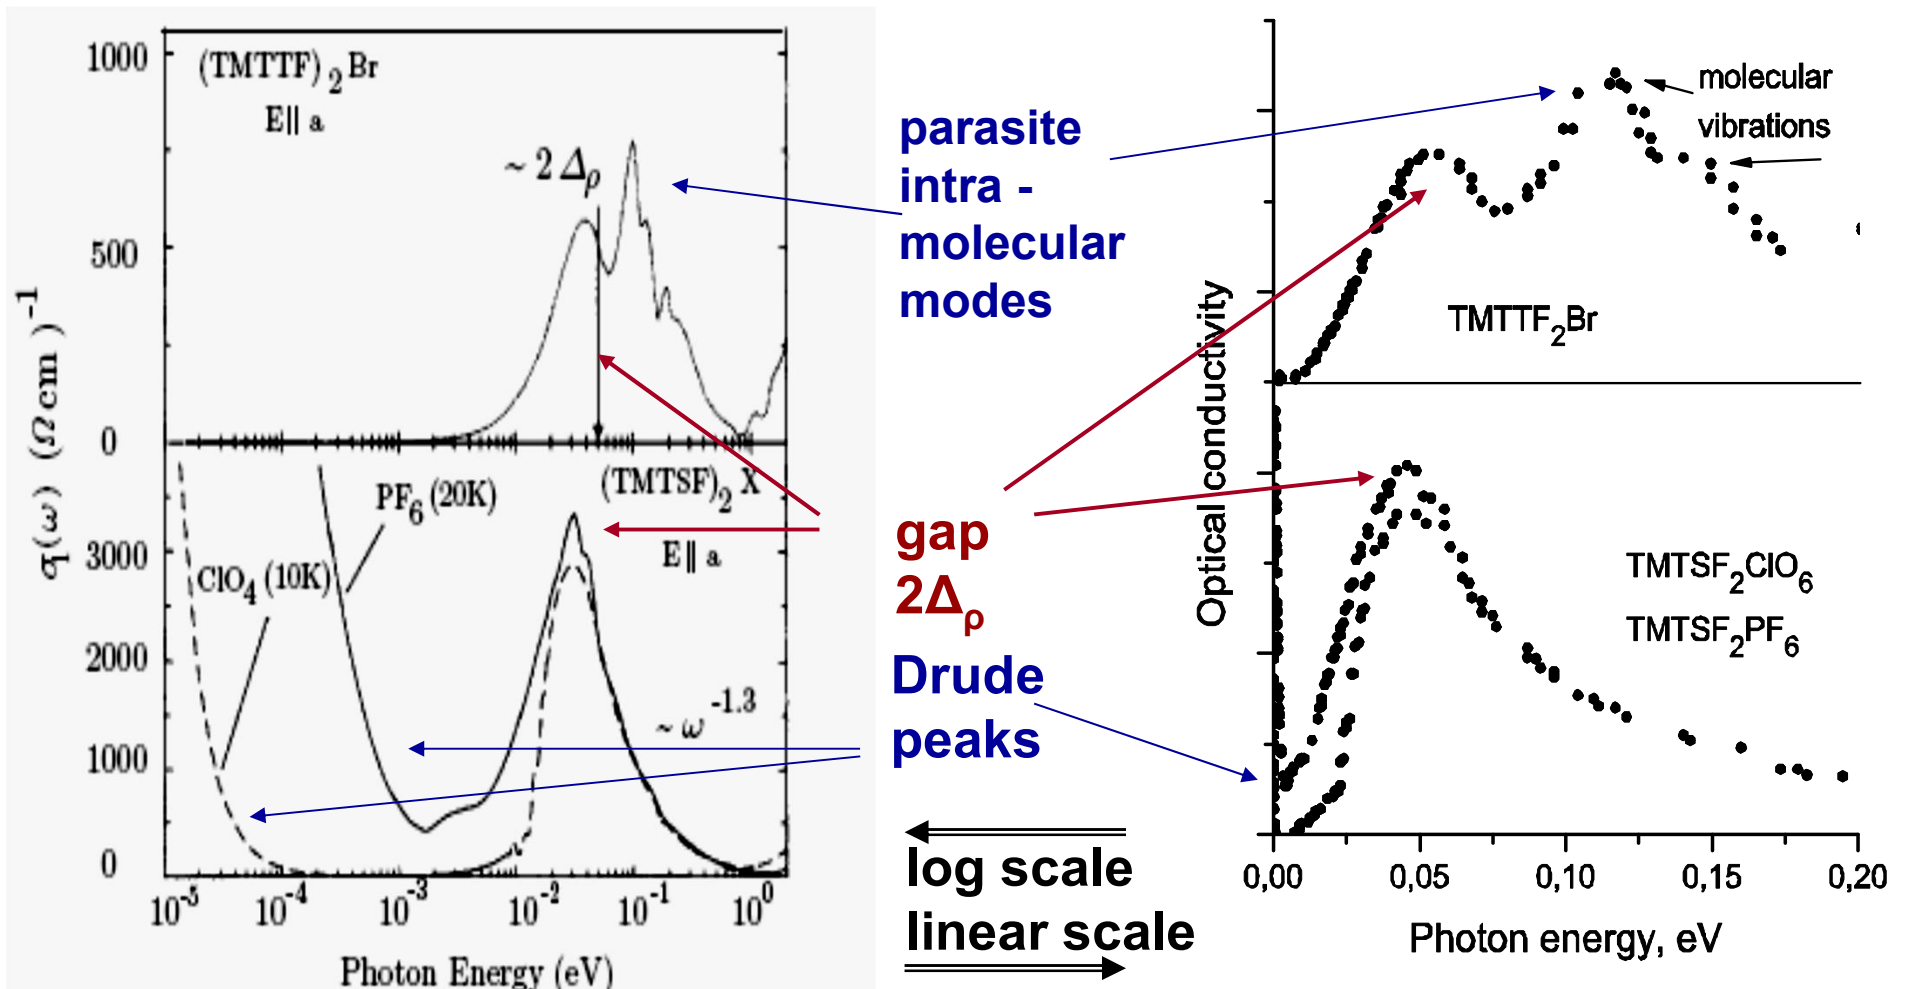 1000
(TMTTF)₂Br
E∥a
~2Δρ
500
0
σ₁(ω) (Ωcm)⁻¹
PF₆(20K)
(TMTSF)₂X
E∥a
3000
ClO₄(10K)
2000
~ω⁻¹·³
1000
0
10⁻⁵ 10⁻⁴ 10⁻³ 10⁻² 10⁻¹ 10⁰
Photon Energy (eV)
parasite
intra -
molecular
modes
gap
2Δρ
Drude
peaks
log scale
linear scale
molecular
vibrations
TMTTF₂Br
Optical conductivity
TMTSF₂ClO₆
TMTSF₂PF₆
0,00 0,05 0,10 0,15 0,20
Photon energy, eV